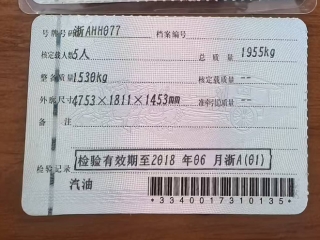 号牌号码 浙AHH077 档案编号
核定载人数 5人 总质量 1955kg
整备质量 1530kg 核定载质量 --
外廓尺寸 4753×1811×1453mm 准牵引总质量 --
备注
检验记录 检验有效期至2018 年06 月浙A(01)
汽油
*3340017310135*